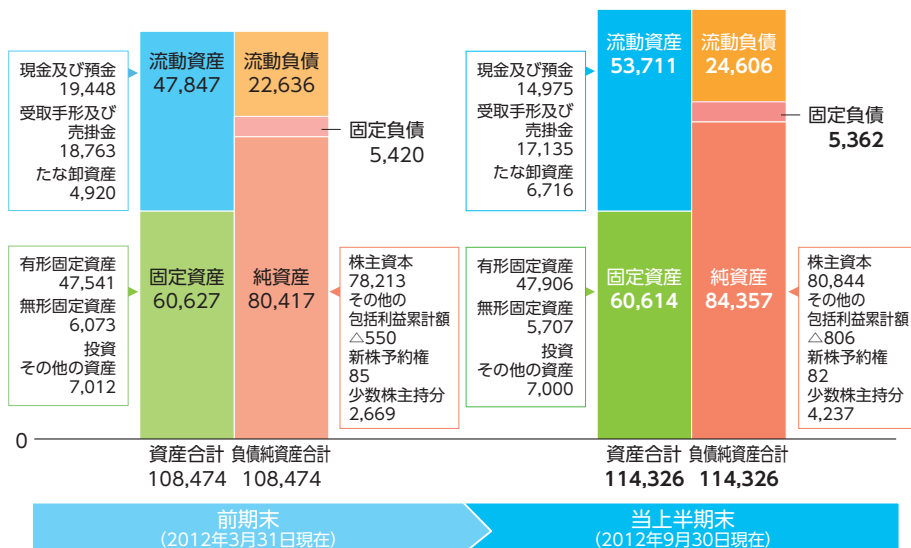 現金及び預金
19,448
受取手形及び
売掛金
18,763
たな卸資産
4,920
流動資産
47,847
流動負債
22,636
固定負債
5,420
有形固定資産
47,541
無形固定資産
6,073
投資
その他の資産
7,012
固定資産
60,627
純資産
80,417
株主資本
78,213
その他の
包括利益累計額
△550
新株予約権
85
少数株主持分
2,669
0
資産合計
108,474
負債純資産合計
108,474
前期末
(2012年3月31日現在)
現金及び預金
14,975
受取手形及び
売掛金
17,135
たな卸資産
6,716
流動資産
53,711
流動負債
24,606
固定負債
5,362
有形固定資産
47,906
無形固定資産
5,707
投資
その他の資産
7,000
固定資産
60,614
純資産
84,357
株主資本
80,844
その他の
包括利益累計額
△806
新株予約権
82
少数株主持分
4,237
資産合計
114,326
負債純資産合計
114,326
当上半期末
(2012年9月30日現在)